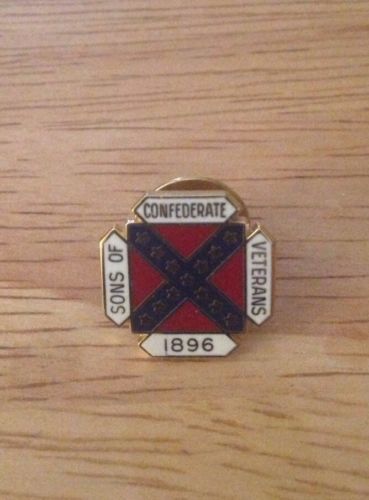 SONS OF
CONFEDERATE
VETERANS
1896